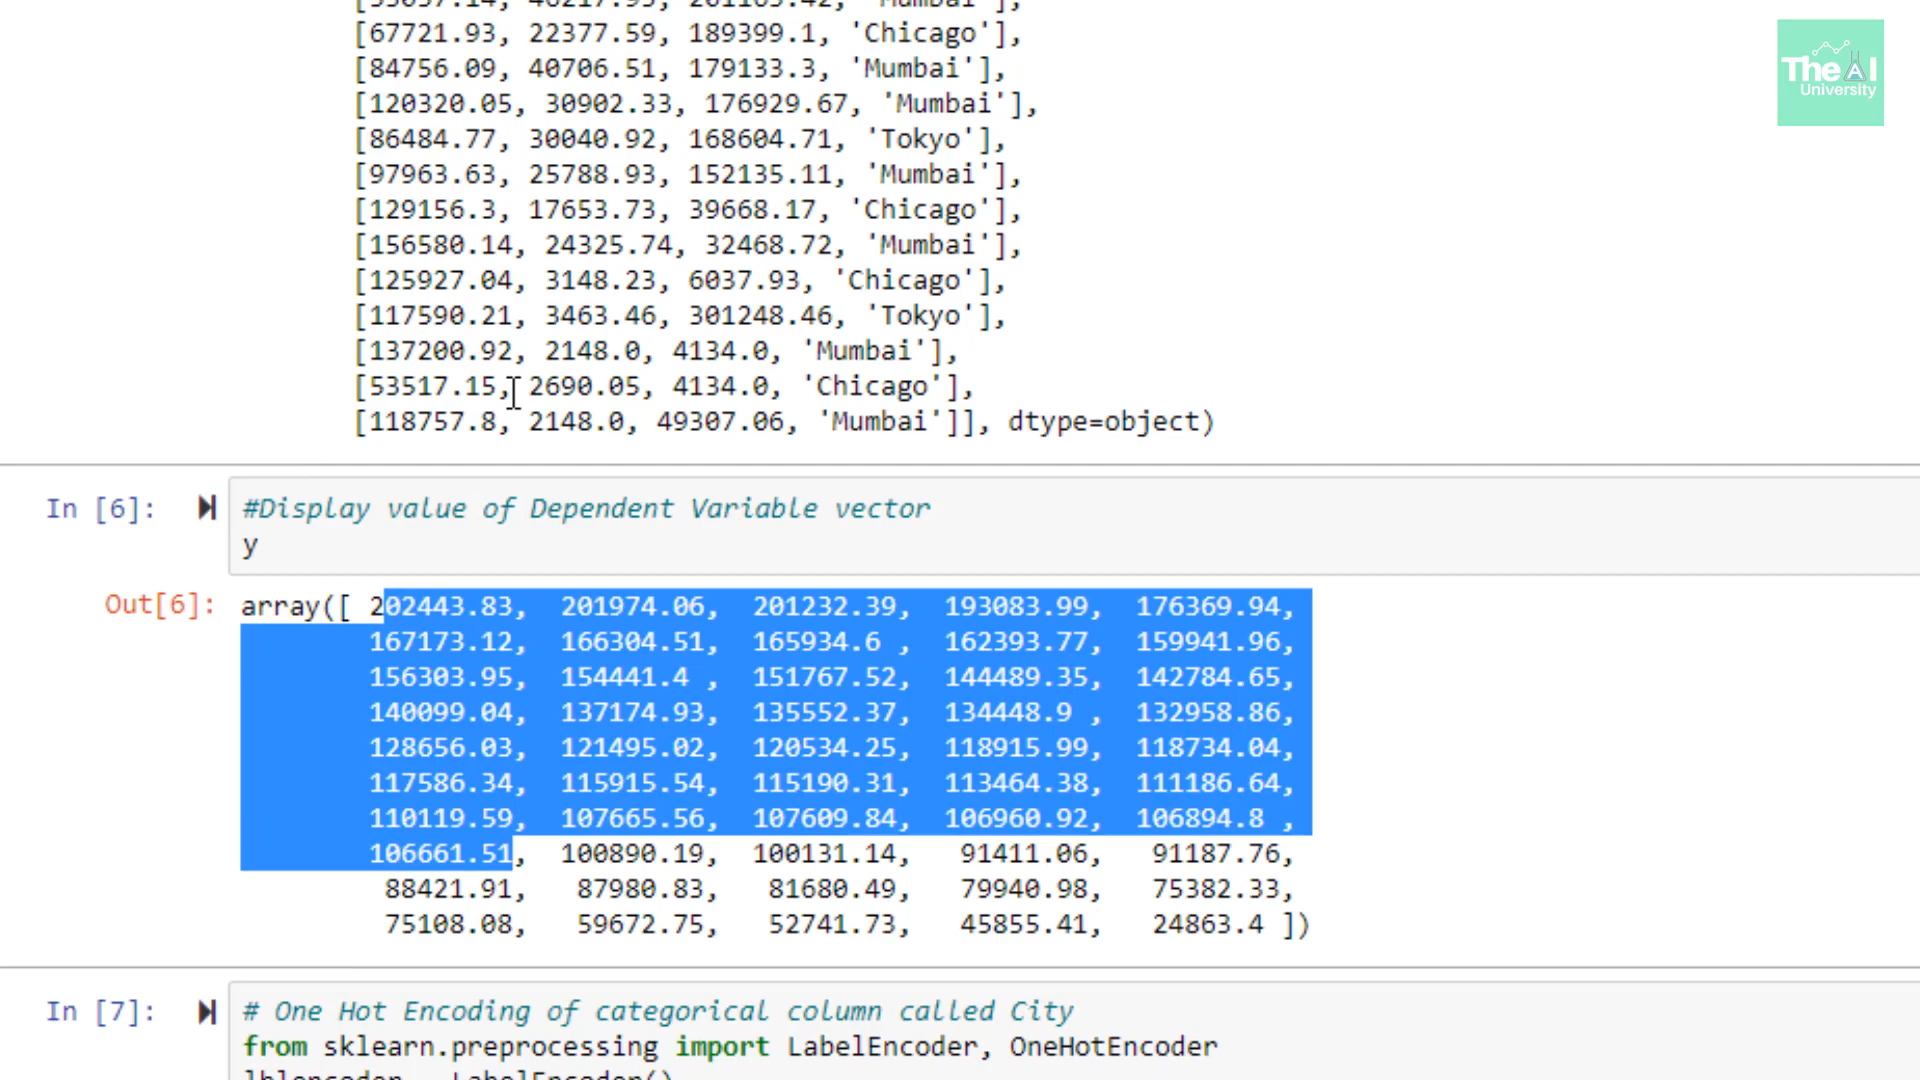 [67721.93, 22377.59, 189399.1, 'Chicago'],
[84756.09, 40706.51, 179133.3, 'Mumbai'],
[120320.05, 30902.33, 176929.67, 'Mumbai'],
[86484.77, 30040.92, 168604.71, 'Tokyo'],
[97963.63, 25788.93, 152135.11, 'Mumbai'],
[129156.3, 17653.73, 39668.17, 'Chicago'],
[156580.14, 24325.74, 32468.72, 'Mumbai'],
[125927.04, 3148.23, 6037.93, 'Chicago'],
[117590.21, 3463.46, 301248.46, 'Tokyo'],
[137200.92, 2148.0, 4134.0, 'Mumbai'],
[53517.15, 2690.05, 4134.0, 'Chicago'],
[118757.8, 2148.0, 49307.06, 'Mumbai']], dtype=object)
The AI
University
In [6]: #Display value of Dependent Variable vector
y
Out[6]: array([ 202443.83, 201974.06, 201232.39, 193083.99, 176369.94,
167173.12, 166304.51, 165934.6 , 162393.77, 159941.96,
156303.95, 154441.4 , 151767.52, 144489.35, 142784.65,
140099.04, 137174.93, 135552.37, 134448.9 , 132958.86,
128656.03, 121495.02, 120534.25, 118915.99, 118734.04,
117586.34, 115915.54, 115190.31, 113464.38, 111186.64,
110119.59, 107665.56, 107609.84, 106960.92, 106894.8 ,
106661.51, 100890.19, 100131.14, 91411.06, 91187.76,
88421.91, 87980.83, 81680.49, 79940.98, 75382.33,
75108.08, 59672.75, 52741.73, 45855.41, 24863.4 ])
In [7]: # One Hot Encoding of categorical column called City
from sklearn.preprocessing import LabelEncoder, OneHotEncoder